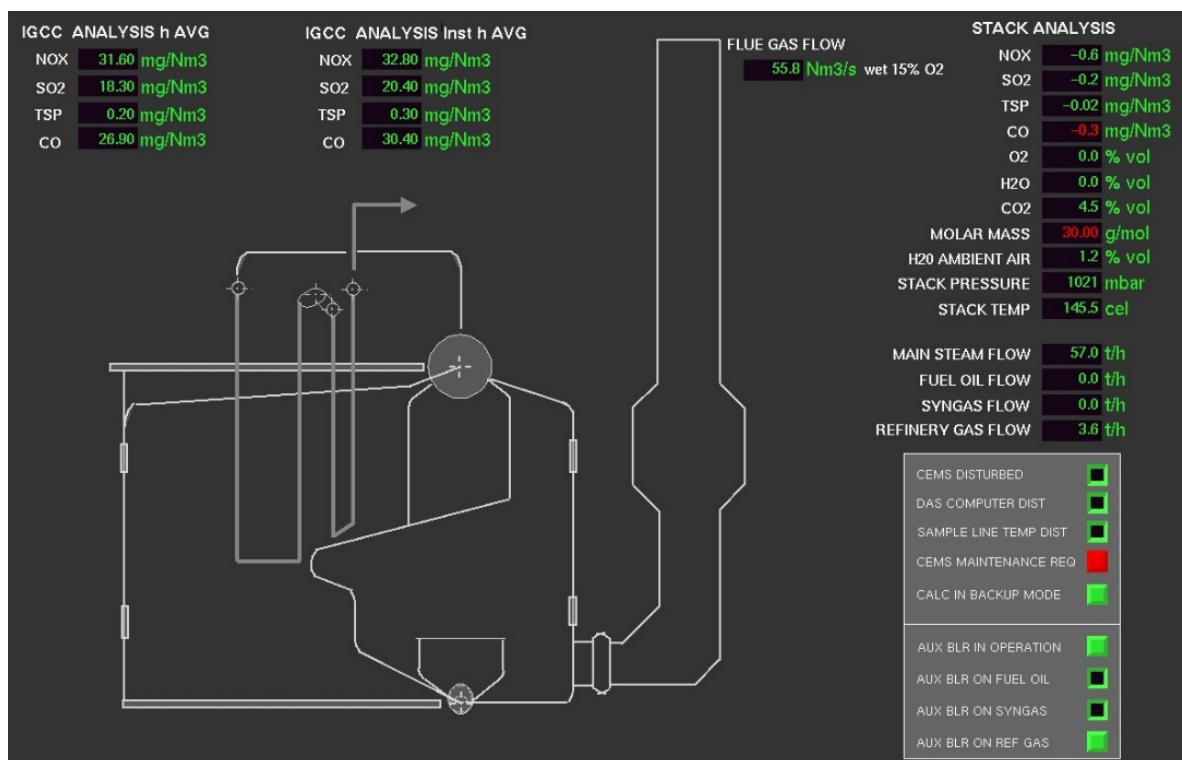 IGCC ANALYSIS h AVG
NOX 31.60 mg/Nm3
SO2 18.30 mg/Nm3
TSP 0.20 mg/Nm3
CO 26.90 mg/Nm3
IGCC ANALYSIS Inst h AVG
NOX 32.80 mg/Nm3
SO2 20.40 mg/Nm3
TSP 0.30 mg/Nm3
CO 30.40 mg/Nm3
FLUE GAS FLOW
55.8 Nm3/s wet 15% O2
STACK ANALYSIS
NOX -0.6 mg/Nm3
SO2 -0.2 mg/Nm3
TSP -0.02 mg/Nm3
CO -0.3 mg/Nm3
O2 0.0 % vol
H2O 0.0 % vol
CO2 4.5 % vol
MOLAR MASS 30.00 g/mol
H20 AMBIENT AIR 1.2 % vol
STACK PRESSURE 1021 mbar
STACK TEMP 145.5 cel
MAIN STEAM FLOW 57.0 t/h
FUEL OIL FLOW 0.0 t/h
SYNGAS FLOW 0.0 t/h
REFINERY GAS FLOW 3.6 t/h
CEMS DISTURBED
DAS COMPUTER DIST
SAMPLE LINE TEMP DIST
CEMS MAINTENANCE REQ
CALC IN BACKUP MODE
AUX BLR IN OPERATION
AUX BLR ON FUEL OIL
AUX BLR ON SYNGAS
AUX BLR ON REF GAS